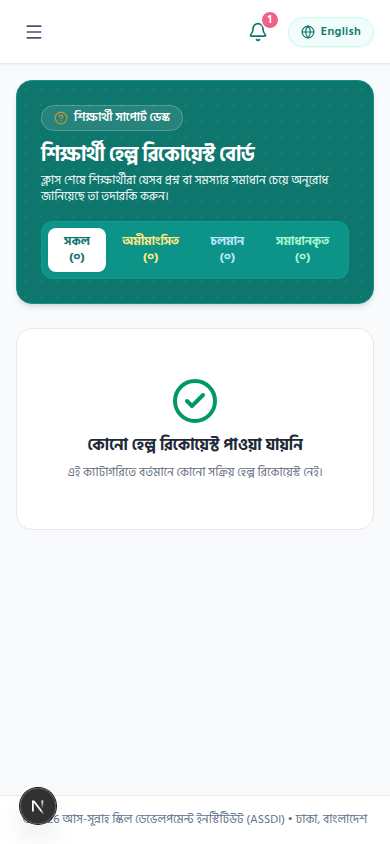 1
English
শিক্ষার্থী সাপোর্ট ডেস্ক
শিক্ষার্থী হেল্প রিকোয়েস্ট বোর্ড
ক্লাস শেষে শিক্ষার্থীরা যেসব প্রশ্ন বা সমস্যার সমাধান চেয়ে অনুরোধ
জানিয়েছে তা তদারকি করুন।
সকল
(০)
অমীমাংসিত
(০)
চলমান
(০)
সমাধানকৃত
(০)
কোনো হেল্প রিকোয়েস্ট পাওয়া যায়নি
এই ক্যাটাগরিতে বর্তমানে কোনো সক্রিয় হেল্প রিকোয়েস্ট নেই।
আস-সুন্নাহ স্কিল ডেভেলপমেন্ট ইনস্টিটিউট (ASSDI) • ঢাকা, বাংলাদেশ